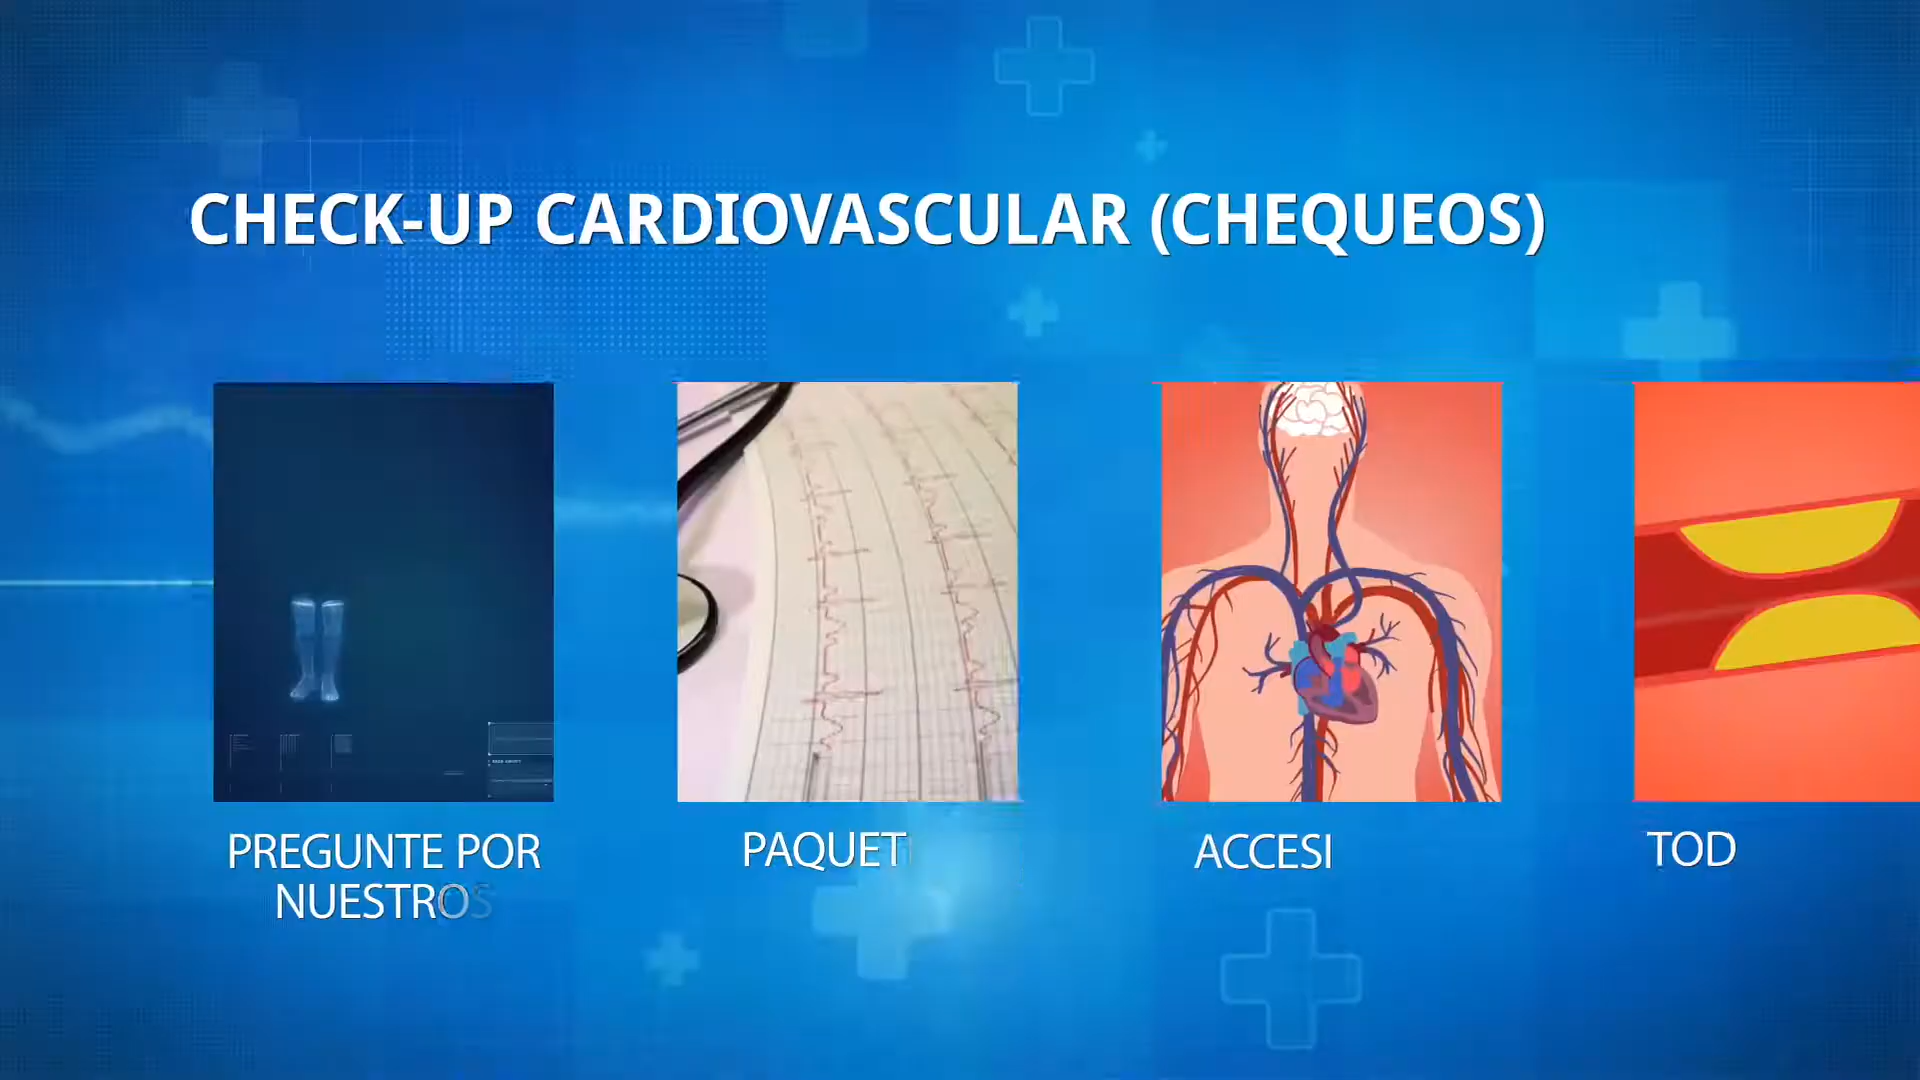 CHECK-UP CARDIOVASCULAR (CHEQUEOS)
PREGUNTE POR
NUESTROS
PAQUET
ACCESI
TOD